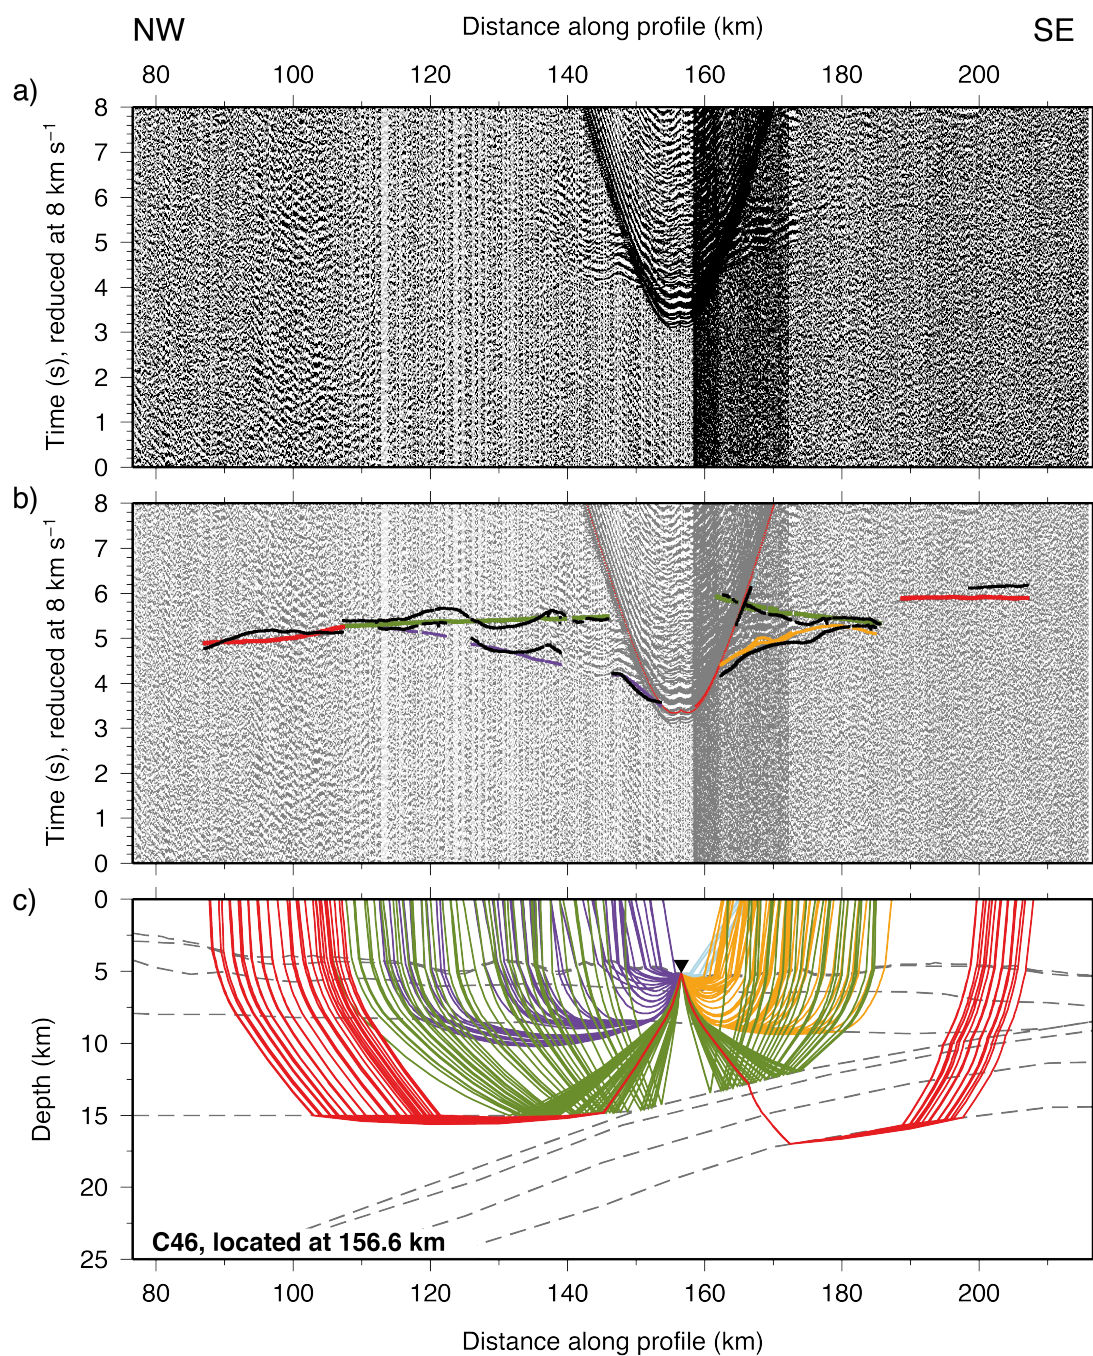 NW Distance along profile (km) SE
80 100 120 140 160 180 200
a)
8
7
6
5
4
3
2
1
0
Time (s), reduced at 8 km s⁻¹
b)
8
7
6
5
4
3
2
1
0
Time (s), reduced at 8 km s⁻¹
c)
0
5
10
15
20
25
Depth (km)
C46, located at 156.6 km
80 100 120 140 160 180 200
Distance along profile (km)